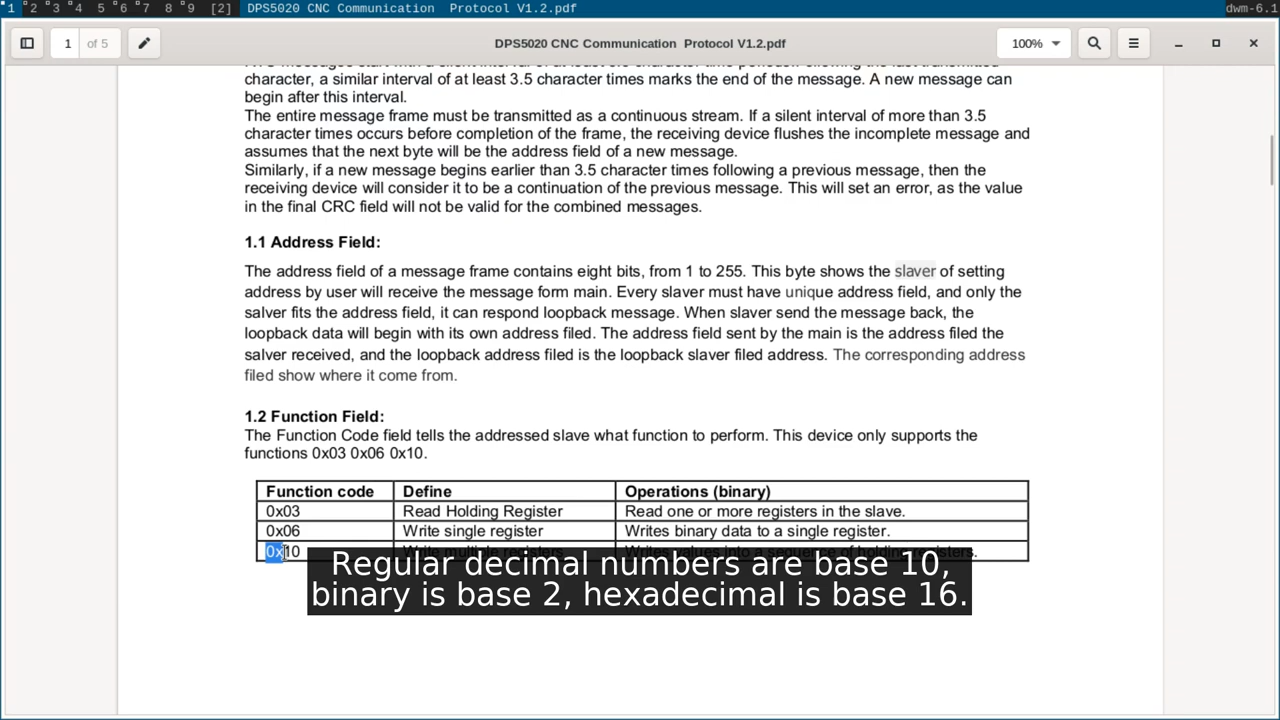 1 2 3 4 5 6 7 8 9 [2] DPS5020 CNC Communication Protocol V1.2.pdf dwm-6.1
1 of 5 DPS5020 CNC Communication Protocol V1.2.pdf 100%
character, a similar interval of at least 3.5 character times marks the end of the message. A new message can
begin after this interval.
The entire message frame must be transmitted as a continuous stream. If a silent interval of more than 3.5
character times occurs before completion of the frame, the receiving device flushes the incomplete message and
assumes that the next byte will be the address field of a new message.
Similarly, if a new message begins earlier than 3.5 character times following a previous message, then the
receiving device will consider it to be a continuation of the previous message. This will set an error, as the value
in the final CRC field will not be valid for the combined messages.
1.1 Address Field:
The address field of a message frame contains eight bits, from 1 to 255. This byte shows the slaver of setting
address by user will receive the message form main. Every slaver must have unique address field, and only the
salver fits the address field, it can respond loopback message. When slaver send the message back, the
loopback data will begin with its own address filed. The address field sent by the main is the address filed the
salver received, and the loopback address filed is the loopback slaver filed address. The corresponding address
filed show where it come from.
1.2 Function Field:
The Function Code field tells the addressed slave what function to perform. This device only supports the
functions 0x03 0x06 0x10.
Function code Define Operations (binary)
0x03 Read Holding Register Read one or more registers in the slave.
0x06 Write single register Writes binary data to a single register.
0x10 Write multiple registers Writes values into a sequence of holding registers.
Regular decimal numbers are base 10,
binary is base 2, hexadecimal is base 16.